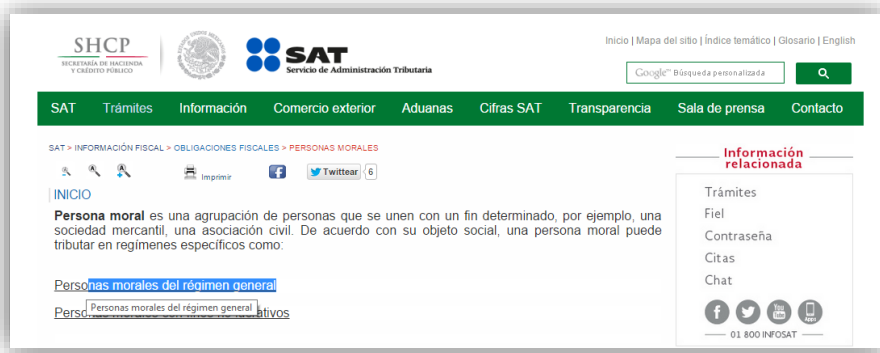 SHCP
SECRETARÍA DE HACIENDA
Y CRÉDITO PÚBLICO
SAT
Servicio de Administración Tributaria
Inicio | Mapa del sitio | Índice temático | Glosario | English
Google™ Búsqueda personalizada
SAT Trámites Información Comercio exterior Aduanas Cifras SAT Transparencia Sala de prensa Contacto
SAT > INFORMACIÓN FISCAL > OBLIGACIONES FISCALES > PERSONAS MORALES
Imprimir
Twittear 6
INICIO
Persona moral es una agrupación de personas que se unen con un fin determinado, por ejemplo, una
sociedad mercantil, una asociación civil. De acuerdo con su objeto social, una persona moral puede
tributar en regímenes específicos como:
Personas morales del régimen general
Personas morales del régimen general
Información
relacionada
Trámites
Fiel
Contraseña
Citas
Chat
You Tube
Apps
01 800 INFOSAT